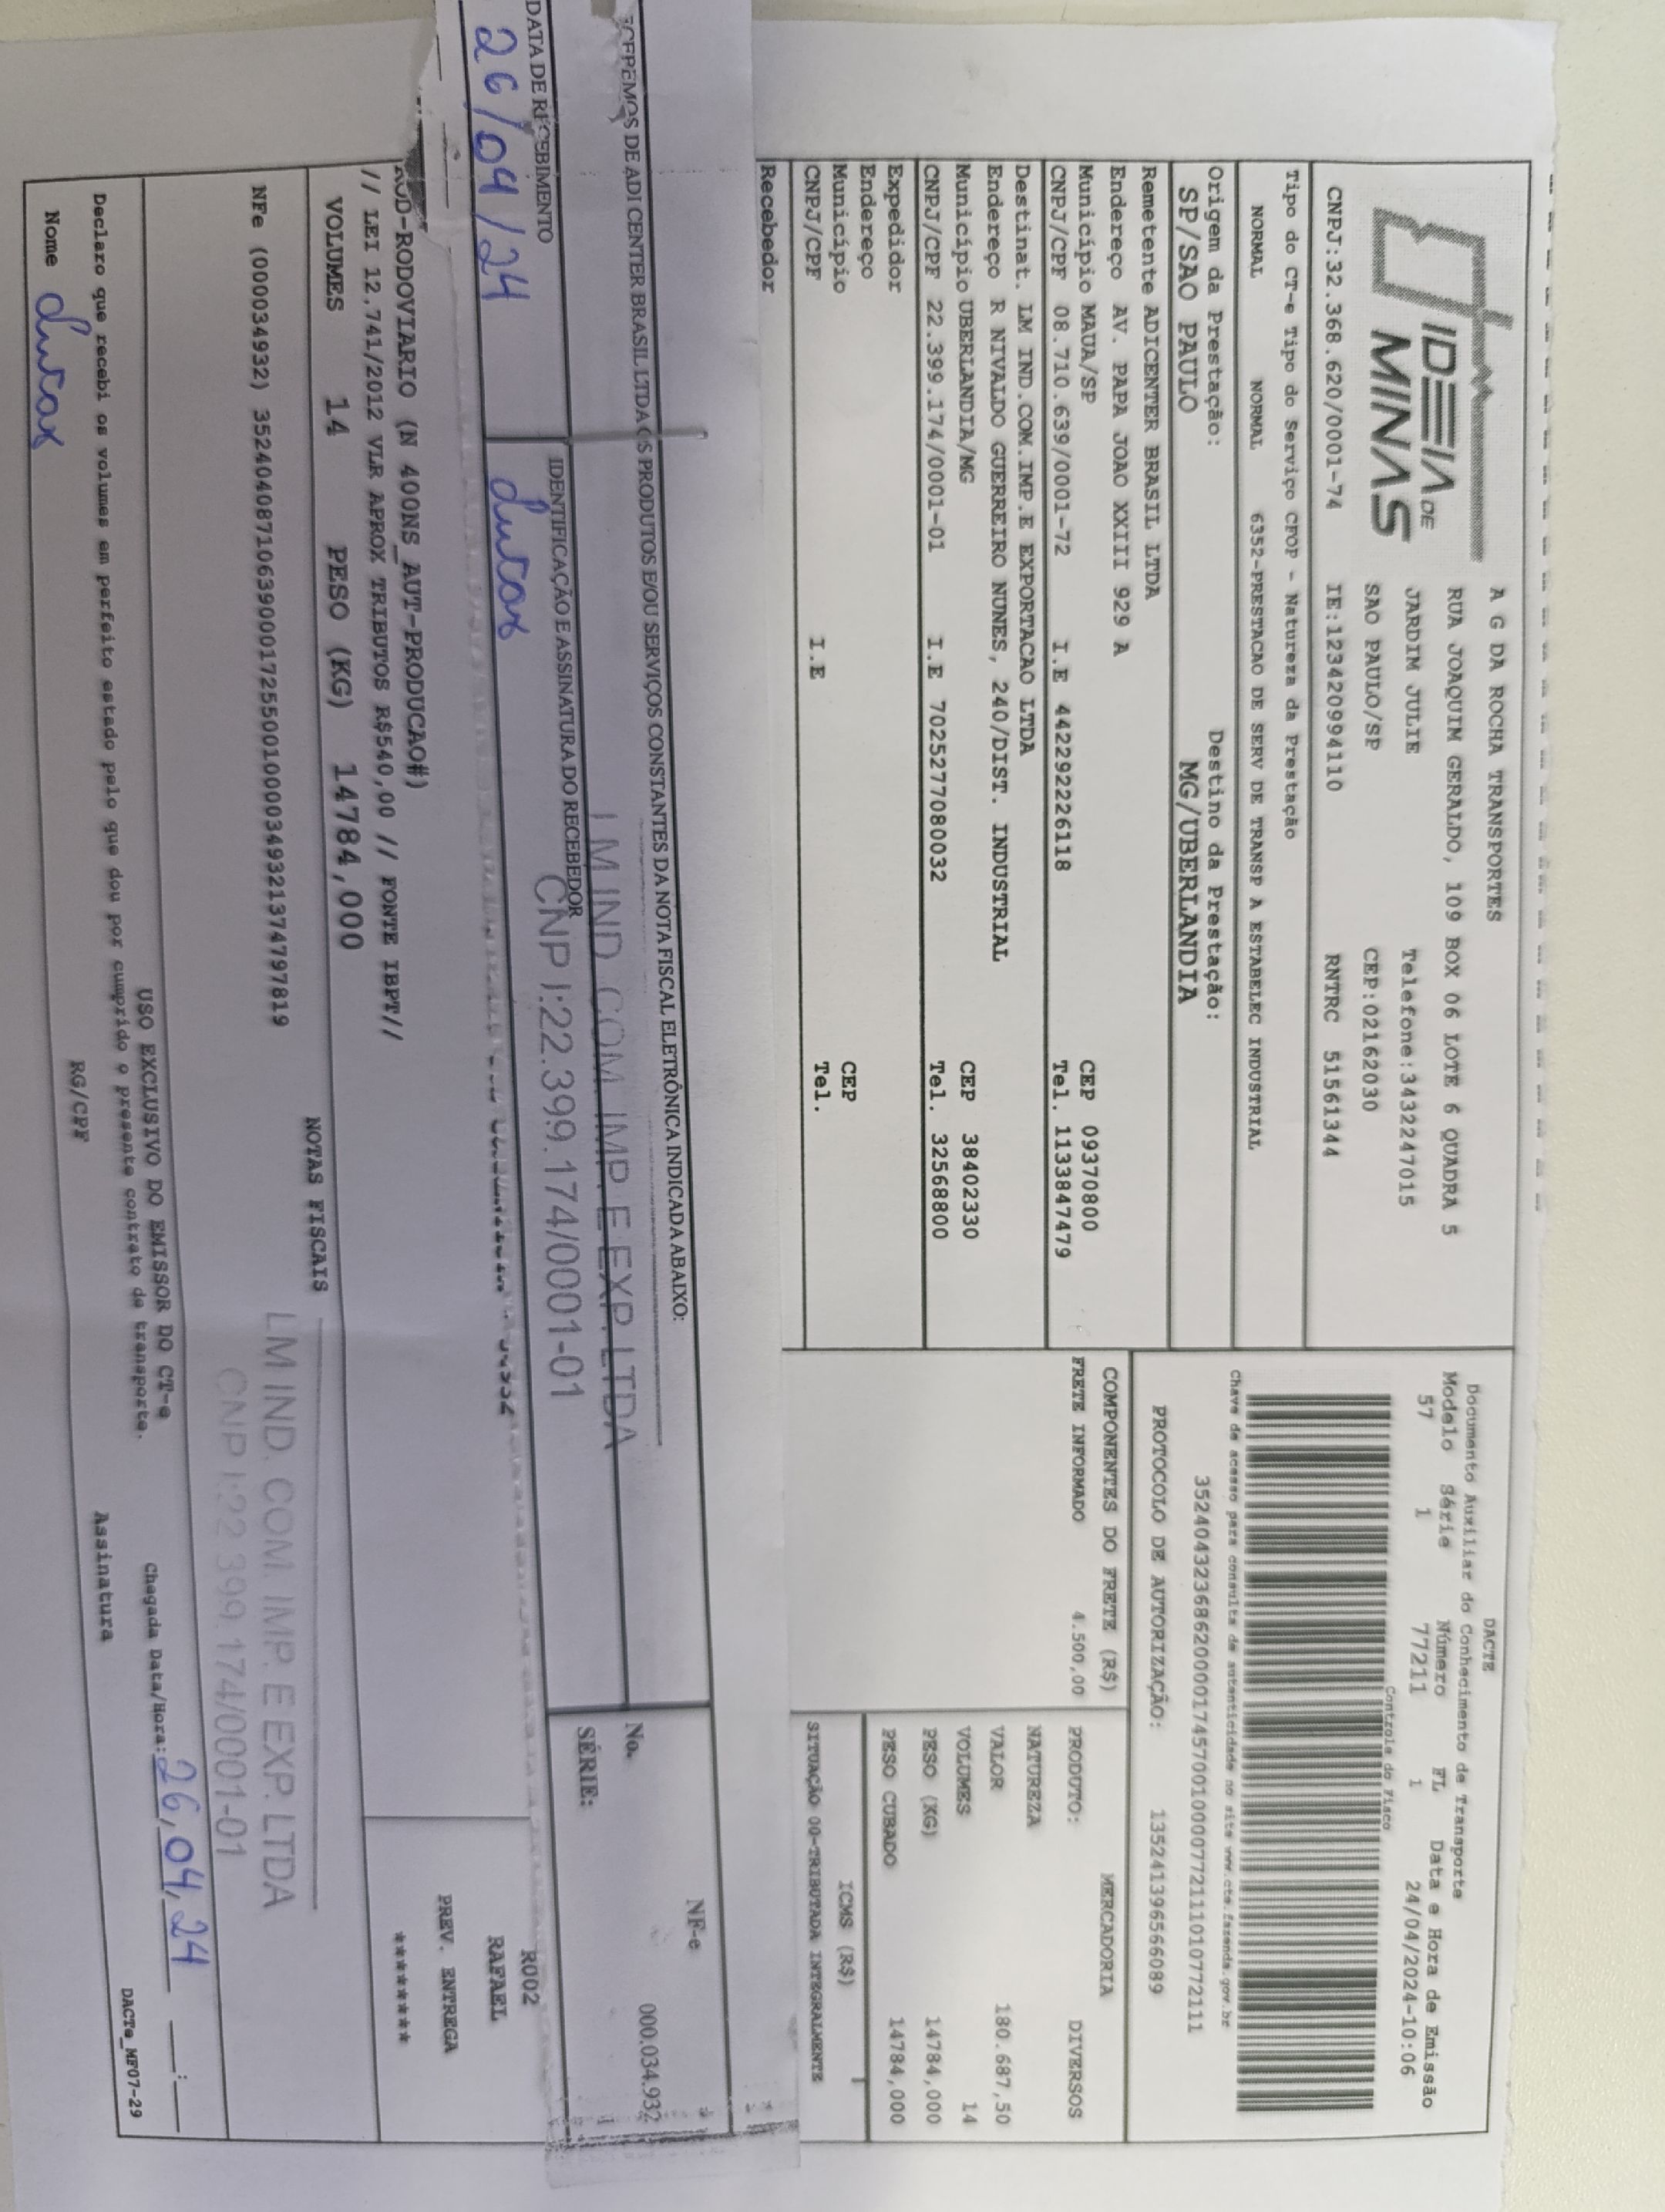 IDEIA DE
MINAS
A G DA ROCHA TRANSPORTES
RUA JOAQUIM GERALDO, 109 BOX 06 LOTE 6 QUADRA 5
JARDIM JULIE Telefone:3432247015
SAO PAULO/SP CEP:02162030
CNPJ:32.368.620/0001-74 IE:123420994110 RNTRC 51561344
Tipo do CT-e Tipo do Serviço CFOP - Natureza da Prestação
NORMAL NORMAL 6352-PRESTACAO DE SERV DE TRANSP A ESTABELEC INDUSTRIAL
Origem da Prestação: Destino da Prestação:
SP/SAO PAULO MG/UBERLANDIA
Remetente ADICENTER BRASIL LTDA
Endereço AV. PAPA JOAO XXIII 929 A
Município MAUA/SP CEP 09370800
CNPJ/CPF 08.710.639/0001-72 I.E 442292226118 Tel. 1133847479
Destinat. LM IND.COM.IMP.E EXPORTACAO LTDA
Endereço R NIVALDO GUERREIRO NUNES, 240/DIST. INDUSTRIAL
Município UBERLANDIA/MG CEP 38402330
CNPJ/CPF 22.399.174/0001-01 I.E 7025277080032 Tel. 32568800
Expedidor
Endereço
Município CEP
CNPJ/CPF I.E Tel.
Recebedor
DACTE
Documento Auxiliar do Conhecimento de Transporte
Modelo Série Número FL Data e Hora de Emissão
57 1 77211 1 24/04/2024-10:06
Controle do Fisco
Chave de acesso para consulta de autenticidade no site www.cte.fazenda.gov.br
35240432368620000174570010000772111010772111
PROTOCOLO DE AUTORIZAÇÃO: 135241396566089
COMPONENTES DO FRETE (R$)
FRETE INFORMADO 4.500,00
MERCADORIA
PRODUTO: DIVERSOS
NATUREZA
VALOR 180.687,50
VOLUMES 14
PESO (KG) 14784,000
PESO CUBADO 14784,000
ICMS (R$)
SITUAÇÃO 00-TRIBUTADA INTEGRALMENTE
DE ADI CENTER BRASIL LTDA OS PRODUTOS E/OU SERVIÇOS CONSTANTES DA NOTA FISCAL ELETRÔNICA INDICADA ABAIXO:
NF-e
No. 000.034.932
SÉRIE:
LM IND. COM. IMP. E EXP. LTDA
CNPJ:22.399.174/0001-01
DATA DE RECEBIMENTO IDENTIFICAÇÃO E ASSINATURA DO RECEBEDOR
26/04/24 Lucas
R002
RAFAEL
PREV. ENTREGA
********
ROD-RODOVIARIO (N 400NS_AUT-PRODUCAO#)
// LEI 12.741/2012 VLR APROX TRIBUTOS R$540,00 // FONTE IBPT//
VOLUMES 14 PESO (KG) 14784,000
NOTAS FISCAIS
NFe (000034932) 35240408710639000172550010000349321374797819
LM IND. COM. IMP. E EXP. LTDA
CNPJ:22.399.174/0001-01
USO EXCLUSIVO DO EMISSOR DO CT-e
Declaro que recebi os volumes em perfeito estado pelo que dou por cumprido o presente contrato de transporte.
Chegada Data/Hora: 26,04,24 __:__
Nome Lucas RG/CPF Assinatura
DACTe_MF07-29